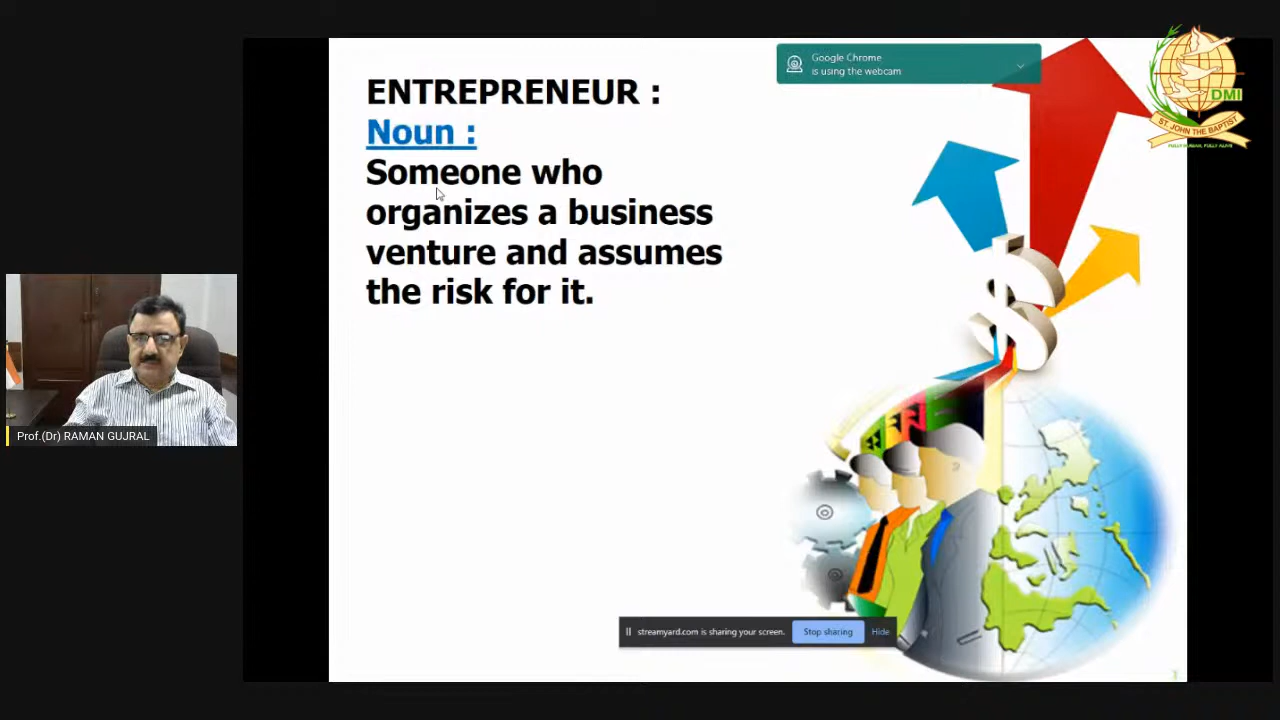 ENTREPRENEUR :
Noun :
Someone who
organizes a business
venture and assumes
the risk for it.
Google Chrome
is using the webcam
DMI
ST. JOHN THE BAPTIST
Prof.(Dr) RAMAN GUJRAL
streamyard.com is sharing your screen.
Stop sharing
Hide